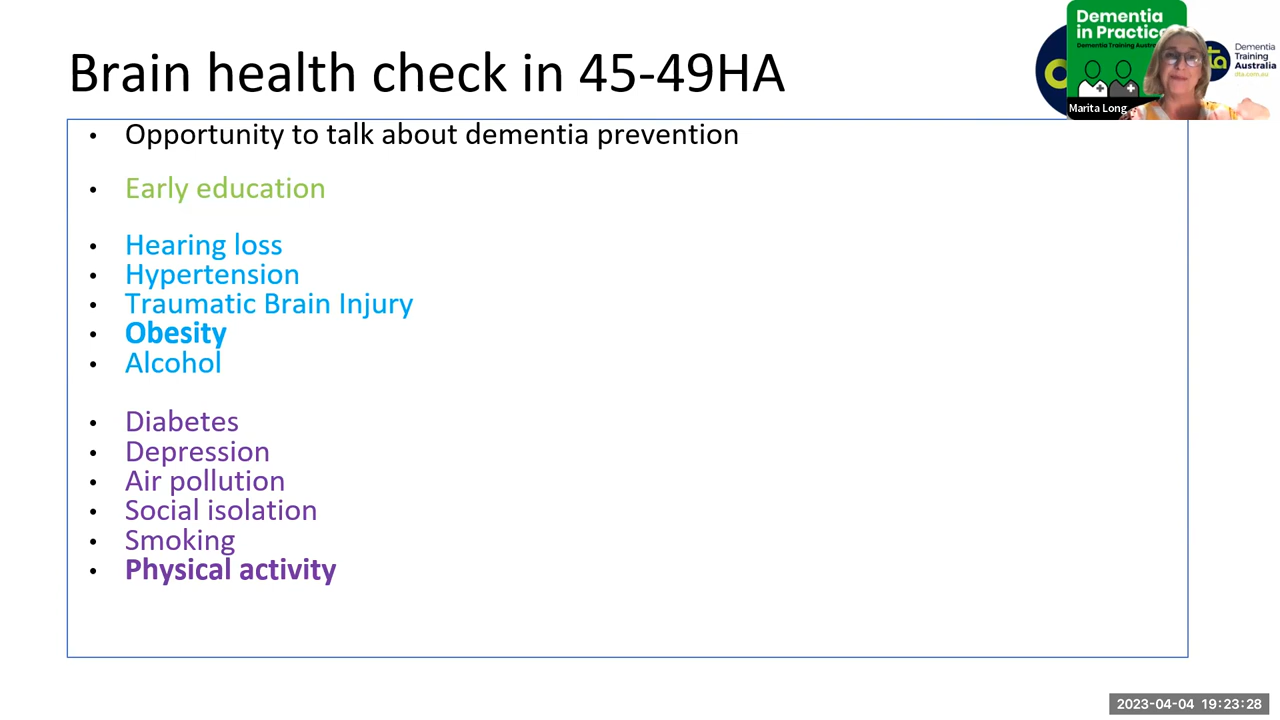 Brain health check in 45-49HA
• Opportunity to talk about dementia prevention
• Early education
• Hearing loss
• Hypertension
• Traumatic Brain Injury
• Obesity
• Alcohol
• Diabetes
• Depression
• Air pollution
• Social isolation
• Smoking
• Physical activity
Dementia
in Practice
Dementia Training
Marita Long
Dementia
Training
Australia
dta.com.au
2023-04-04 19:23:28